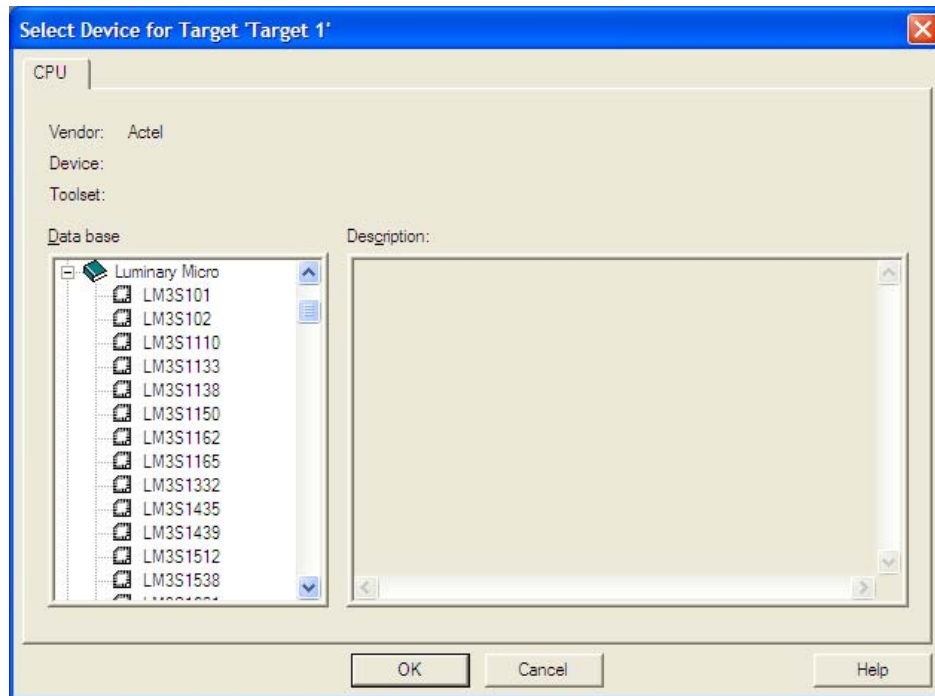 Select Device for Target 'Target 1'
CPU
Vendor: Actel
Device:
Toolset:
Data base
Description:
Luminary Micro
LM3S101
LM3S102
LM3S1110
LM3S1133
LM3S1138
LM3S1150
LM3S1162
LM3S1165
LM3S1332
LM3S1435
LM3S1439
LM3S1512
LM3S1538
OK
Cancel
Help